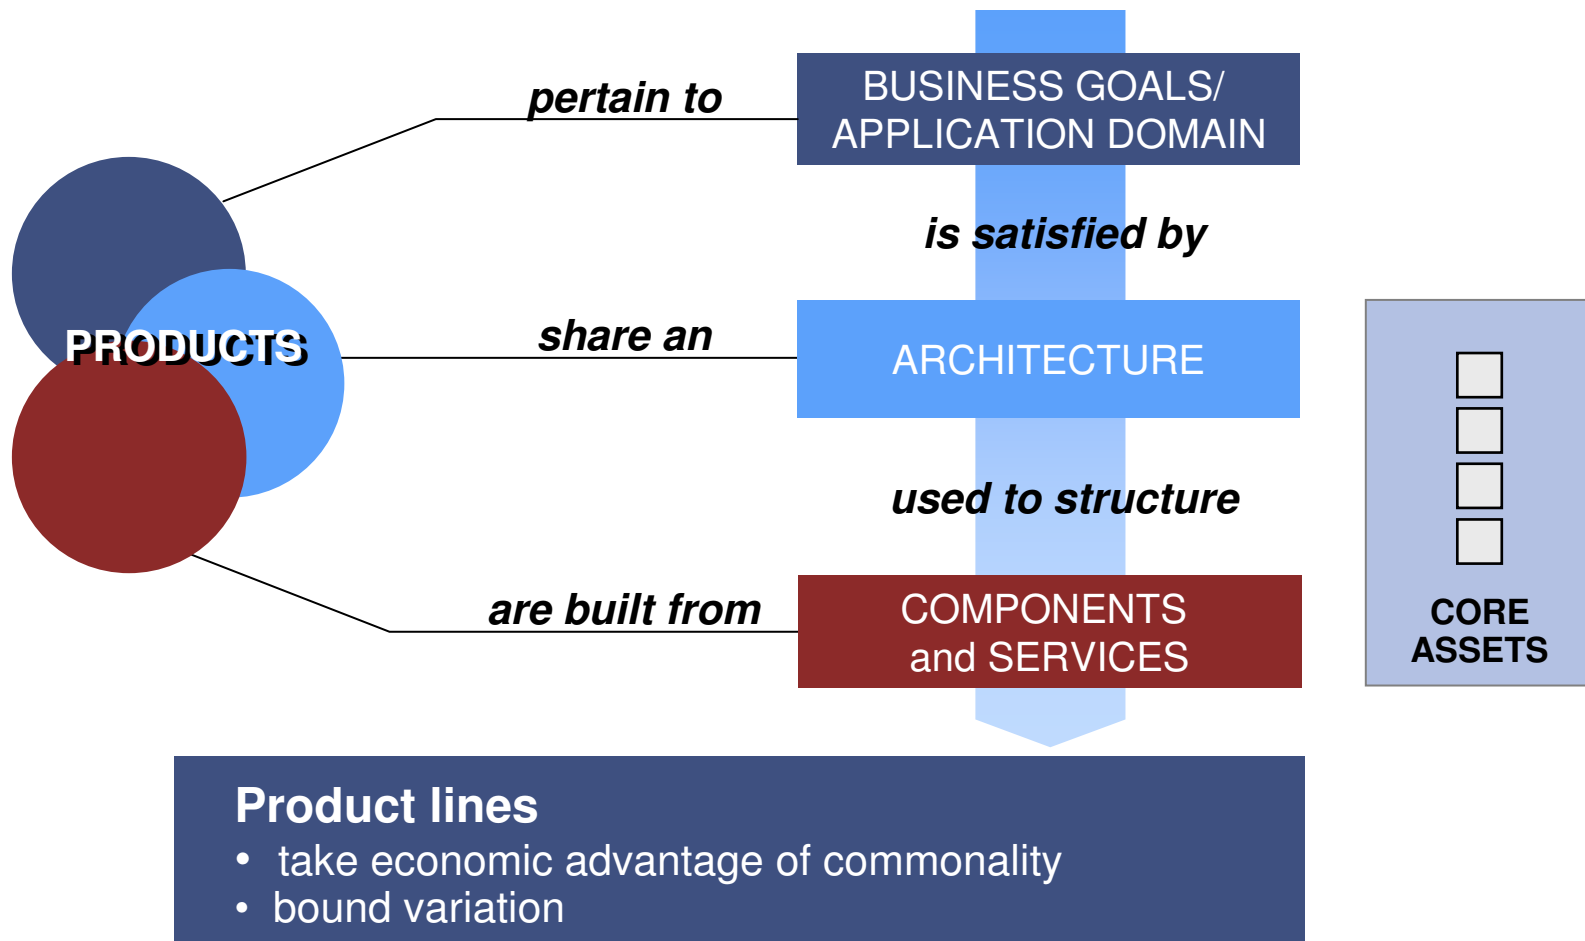 pertain to
BUSINESS GOALS/
APPLICATION DOMAIN
is satisfied by
PRODUCTS
share an
ARCHITECTURE
used to structure
are built from
COMPONENTS
and SERVICES
CORE
ASSETS
Product lines
• take economic advantage of commonality
• bound variation